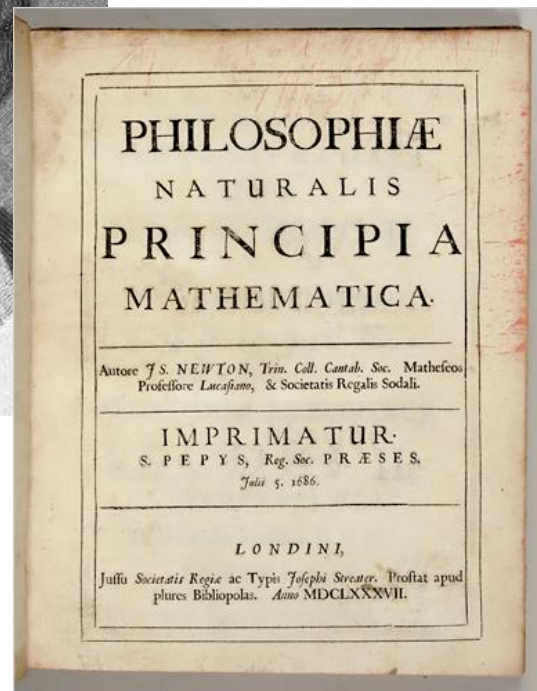 PHILOSOPHIÆ
NATURALIS
PRINCIPIA
MATHEMATICA.
Autore JS. NEWTON, Trin. Coll. Cantab. Soc. Matheseos
Professore Lucasiano, & Societatis Regalis Sodali.
IMPRIMATUR.
S. PEPYS, Reg. Soc. PRÆSES.
Julii 5. 1686.
LONDINI,
Jussu Societatis Regiæ ac Typis Josephi Streater. Prostat apud
plures Bibliopolas. Anno MDCLXXXVII.